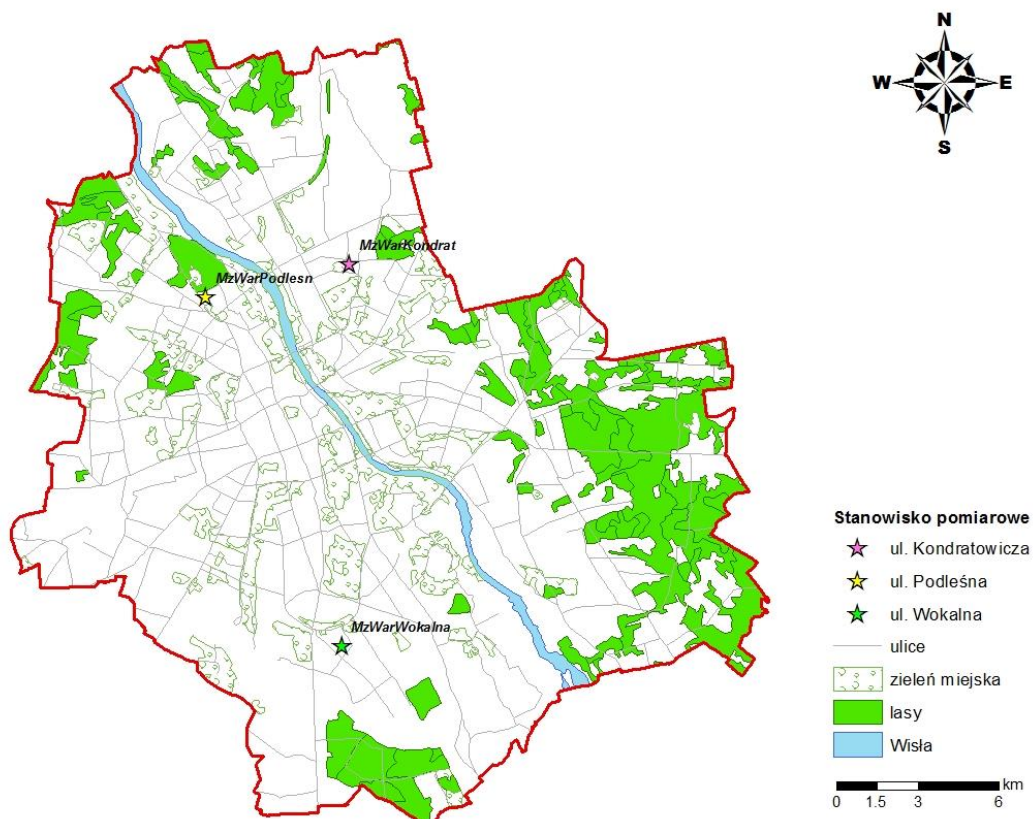 N
W E
S
MzWarKondrat
MzWarPodlesn
MzWarWokalna
Stanowisko pomiarowe
ul. Kondratowicza
ul. Podleśna
ul. Wokalna
ulice
zieleń miejska
lasy
Wisła
km
0 1.5 3 6